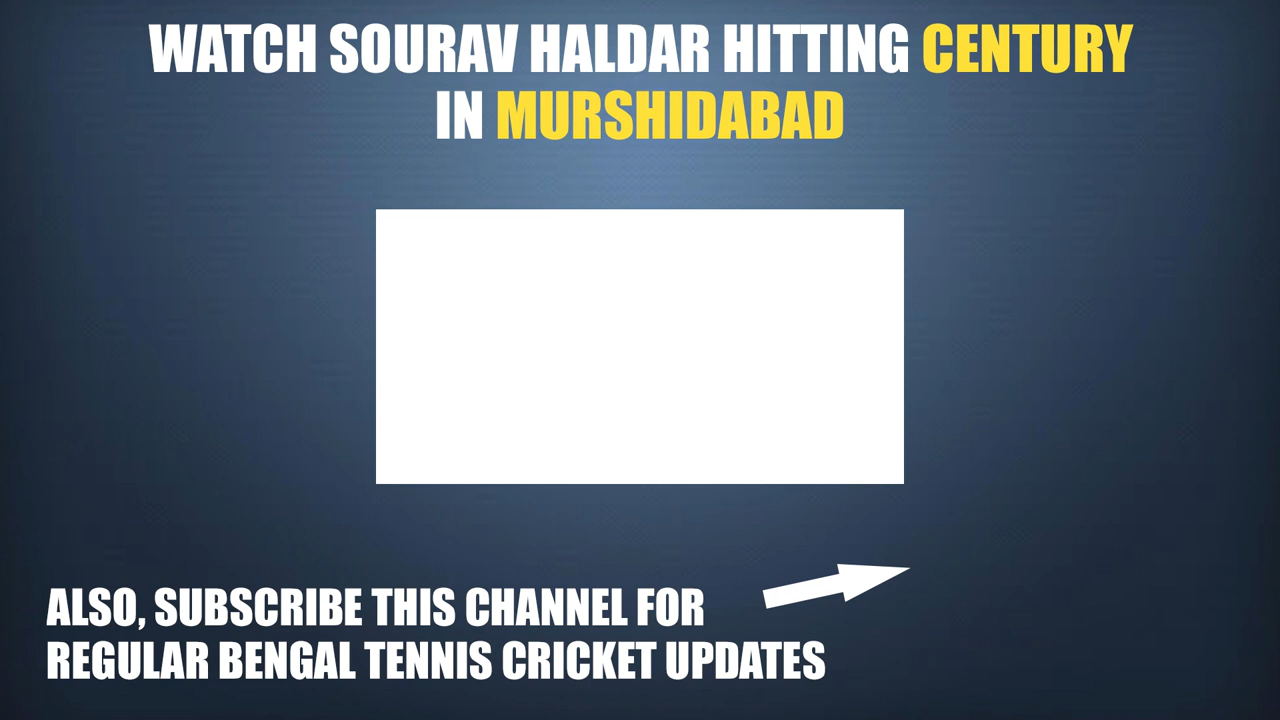 WATCH SOURAV HALDAR HITTING CENTURY
IN MURSHIDABAD
ALSO, SUBSCRIBE THIS CHANNEL FOR
REGULAR BENGAL TENNIS CRICKET UPDATES